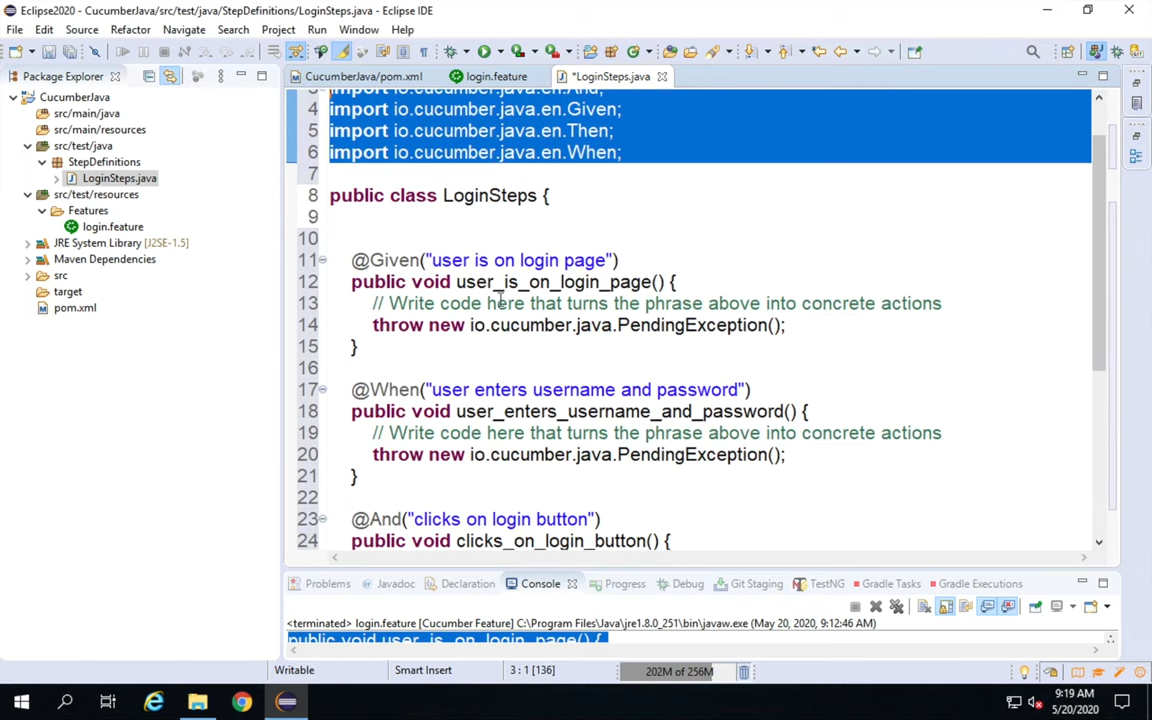 Eclipse2020 - CucumberJava/src/test/java/StepDefinitions/LoginSteps.java - Eclipse IDE
File Edit Source Refactor Navigate Search Project Run Window Help
Package Explorer
CucumberJava/pom.xml
login.feature
*LoginSteps.java
CucumberJava
src/main/java
src/main/resources
src/test/java
StepDefinitions
LoginSteps.java
src/test/resources
Features
login.feature
JRE System Library [J2SE-1.5]
Maven Dependencies
src
target
pom.xml
3 import io.cucumber.java.en.And;
4 import io.cucumber.java.en.Given;
5 import io.cucumber.java.en.Then;
6 import io.cucumber.java.en.When;
7
8 public class LoginSteps {
9
10
11 @Given("user is on login page")
12 public void user_is_on_login_page() {
13 // Write code here that turns the phrase above into concrete actions
14 throw new io.cucumber.java.PendingException();
15 }
16
17 @When("user enters username and password")
18 public void user_enters_username_and_password() {
19 // Write code here that turns the phrase above into concrete actions
20 throw new io.cucumber.java.PendingException();
21 }
22
23 @And("clicks on login button")
24 public void clicks_on_login_button() {
Problems Javadoc Declaration Console Progress Debug Git Staging TestNG Gradle Tasks Gradle Executions
<terminated> login.feature [Cucumber Feature] C:\Program Files\Java\jre1.8.0_251\bin\javaw.exe (May 20, 2020, 9:12:46 AM)
public void user_is_on_login_page() {
Writable Smart Insert 3 : 1 [136] 202M of 256M
9:19 AM
5/20/2020